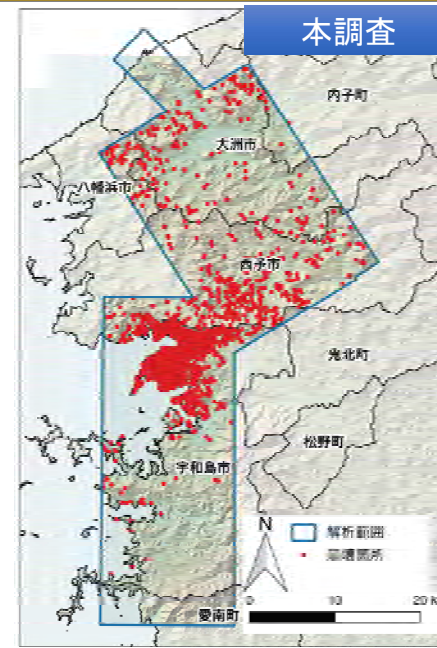 本調査
内子町
大洲市
八幡浜市
西予市
鬼北町
松野町
宇和島市
N
解析範囲
崩壊箇所
愛南町
0 10 20 k